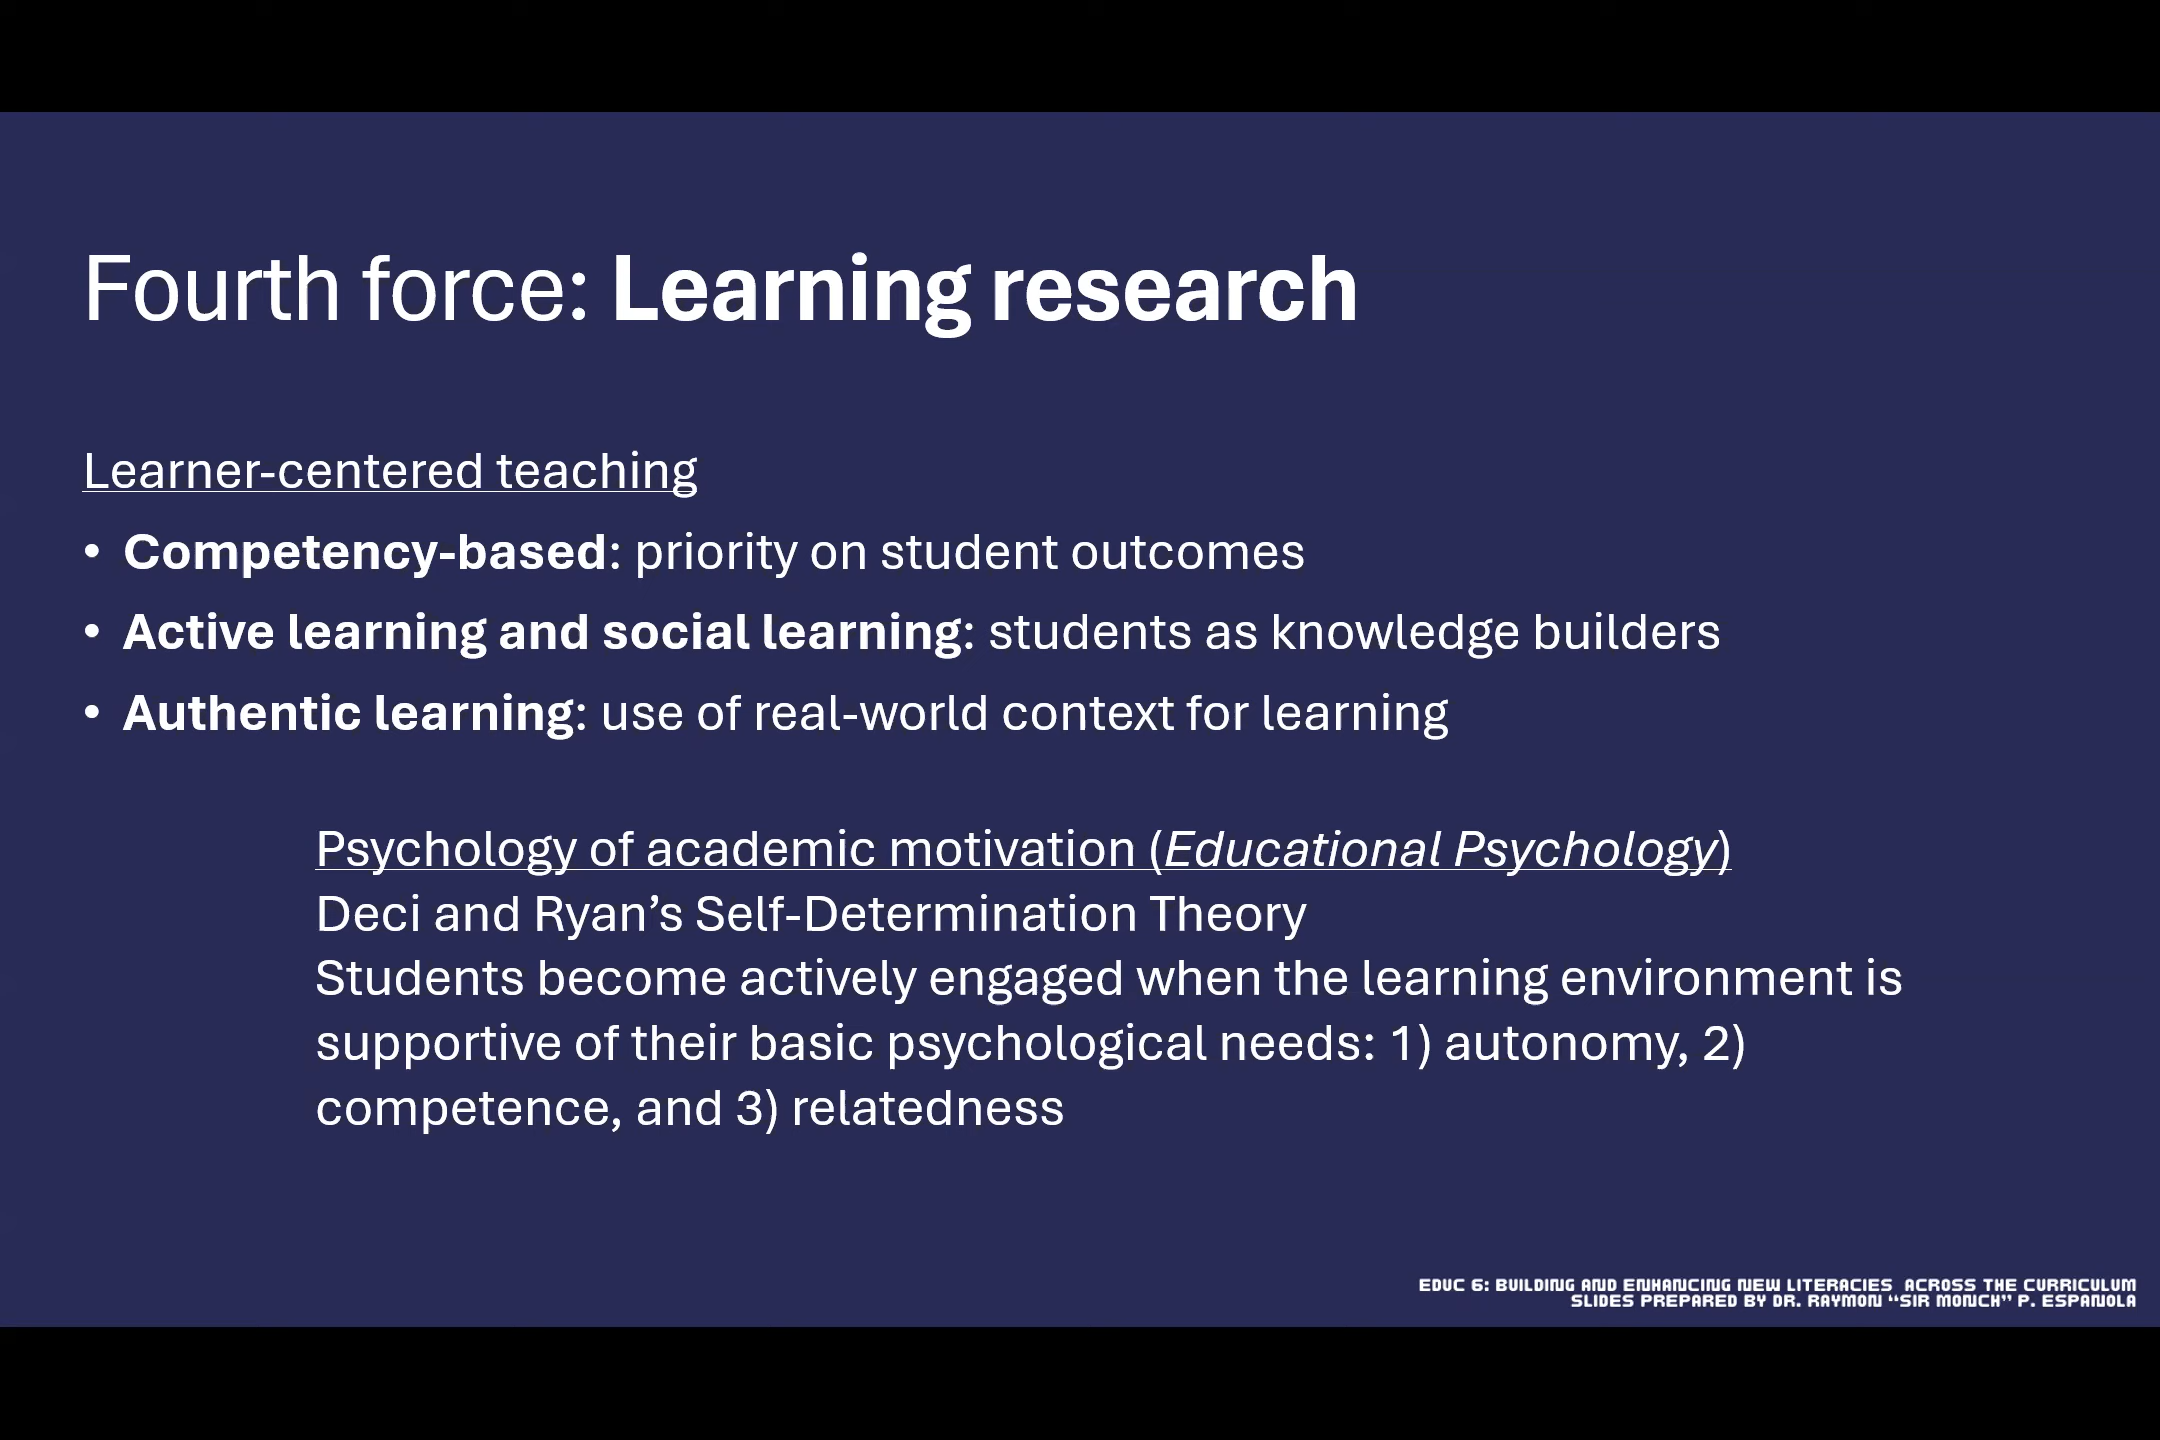 Fourth force: Learning research
Learner-centered teaching
• Competency-based: priority on student outcomes
• Active learning and social learning: students as knowledge builders
• Authentic learning: use of real-world context for learning
Psychology of academic motivation (Educational Psychology)
Deci and Ryan’s Self-Determination Theory
Students become actively engaged when the learning environment is
supportive of their basic psychological needs: 1) autonomy, 2)
competence, and 3) relatedness
EDUC 6: BUILDING AND ENHANCING NEW LITERACIES ACROSS THE CURRICULUM
SLIDES PREPARED BY DR. RAYMON “SIR MONCH” P. ESPANOLA